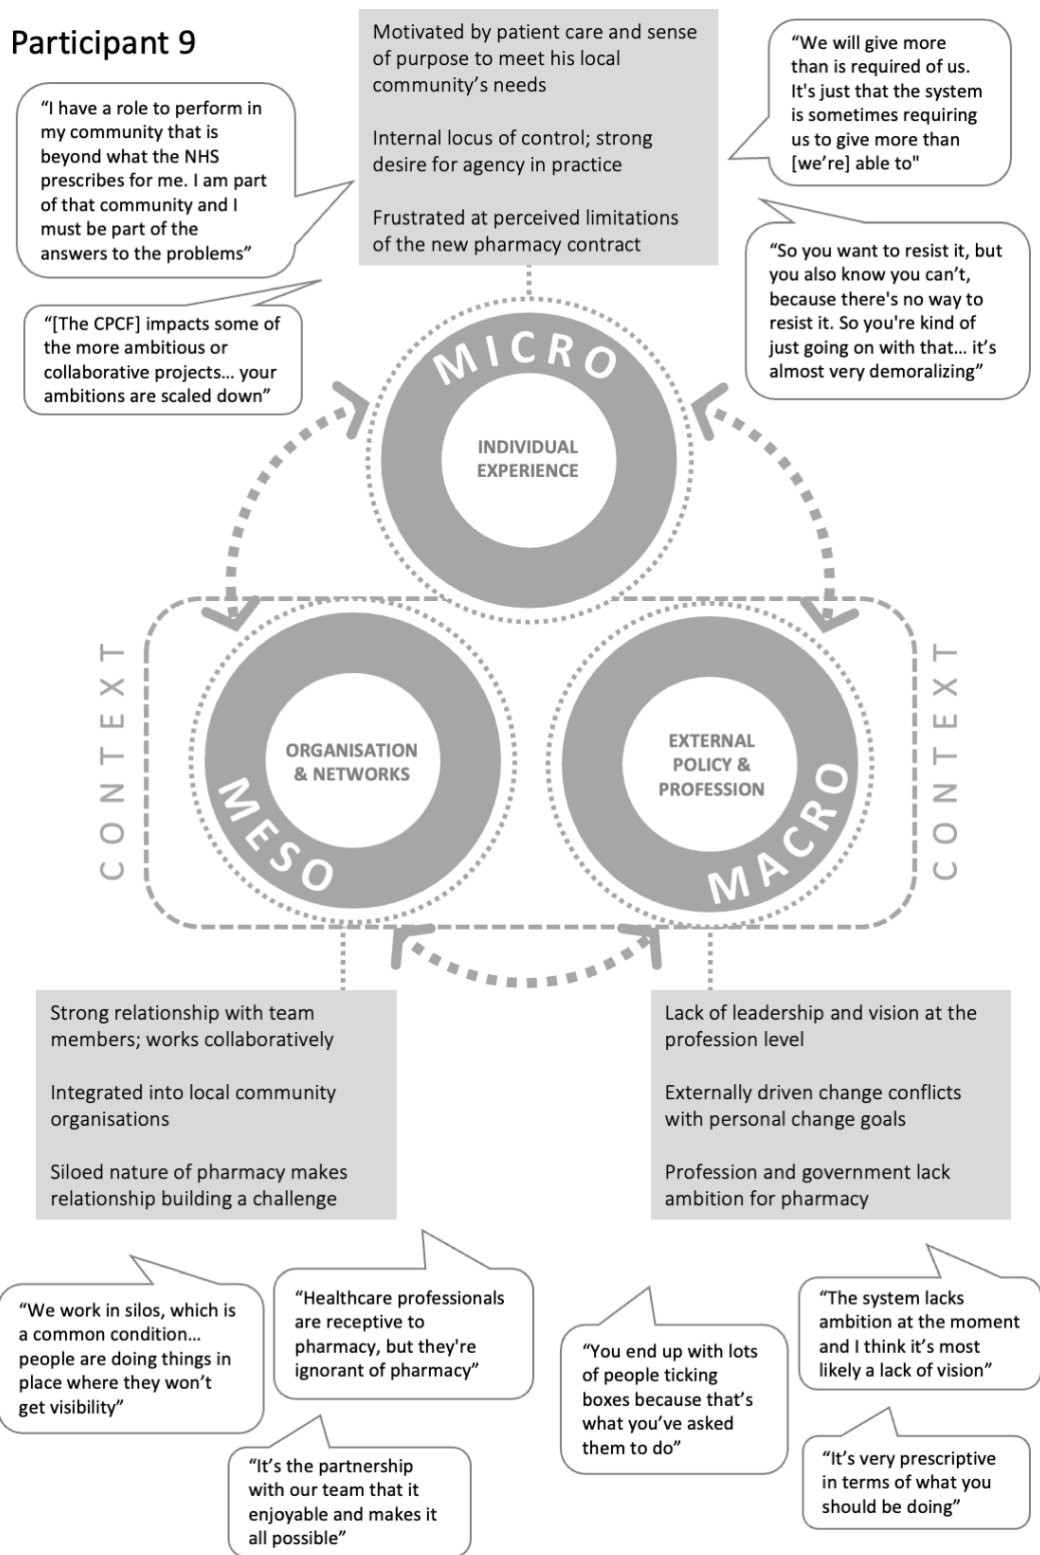 Participant 9
Motivated by patient care and sense
of purpose to meet his local
community’s needs
Internal locus of control; strong
desire for agency in practice
Frustrated at perceived limitations
of the new pharmacy contract
“I have a role to perform in
my community that is
beyond what the NHS
prescribes for me. I am part
of that community and I
must be part of the
answers to the problems”
“[The CPCF] impacts some of
the more ambitious or
collaborative projects… your
ambitions are scaled down”
“We will give more
than is required of us.
It's just that the system
is sometimes requiring
us to give more than
[we’re] able to"
“So you want to resist it, but
you also know you can’t,
because there's no way to
resist it. So you're kind of
just going on with that… it’s
almost very demoralizing”
MICRO
INDIVIDUAL
EXPERIENCE
CONTEXT
ORGANISATION
& NETWORKS
MESO
EXTERNAL
POLICY &
PROFESSION
MACRO
CONTEXT
Strong relationship with team
members; works collaboratively
Integrated into local community
organisations
Siloed nature of pharmacy makes
relationship building a challenge
Lack of leadership and vision at the
profession level
Externally driven change conflicts
with personal change goals
Profession and government lack
ambition for pharmacy
“We work in silos, which is
a common condition…
people are doing things in
place where they won’t
get visibility”
“Healthcare professionals
are receptive to
pharmacy, but they're
ignorant of pharmacy”
“It’s the partnership
with our team that it
enjoyable and makes it
all possible”
“You end up with lots
of people ticking
boxes because that’s
what you’ve asked
them to do”
“The system lacks
ambition at the moment
and I think it’s most
likely a lack of vision”
“It’s very prescriptive
in terms of what you
should be doing”